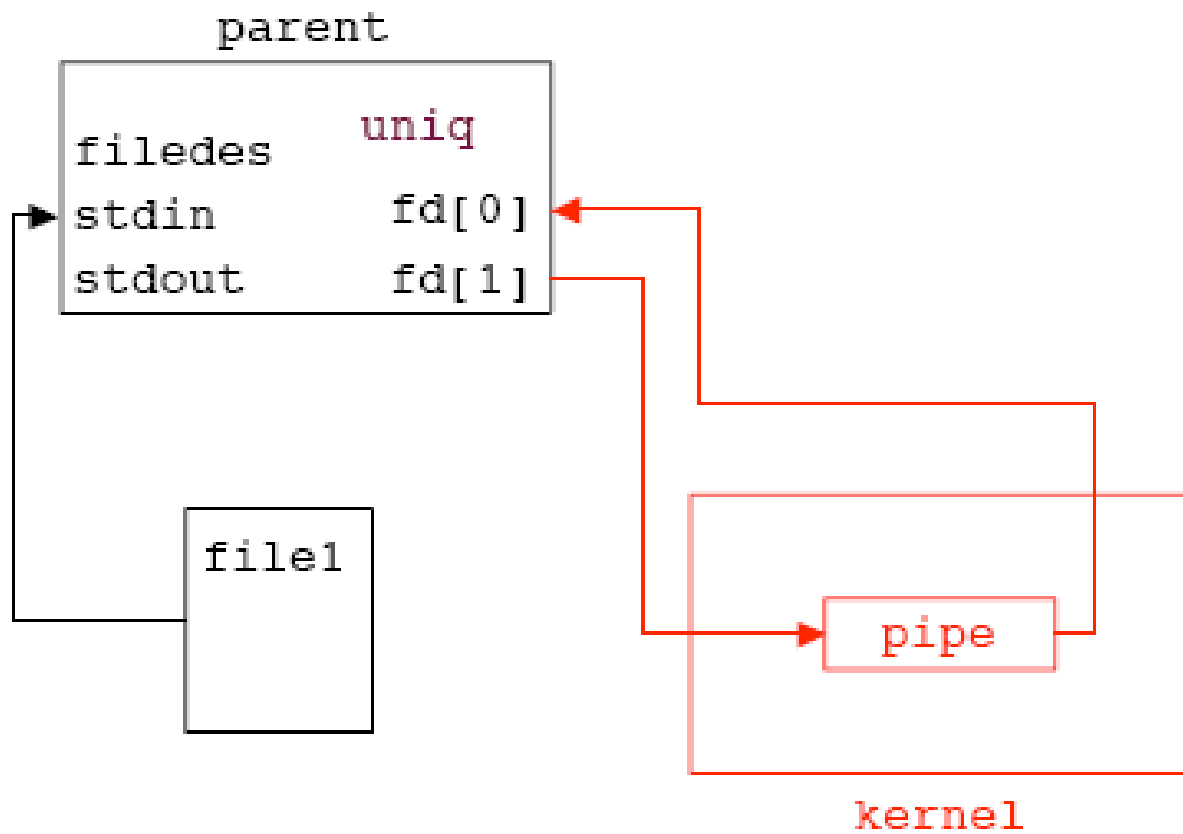 parent
uniq
filedes
stdin fd[0]
stdout fd[1]
file1
pipe
kernel